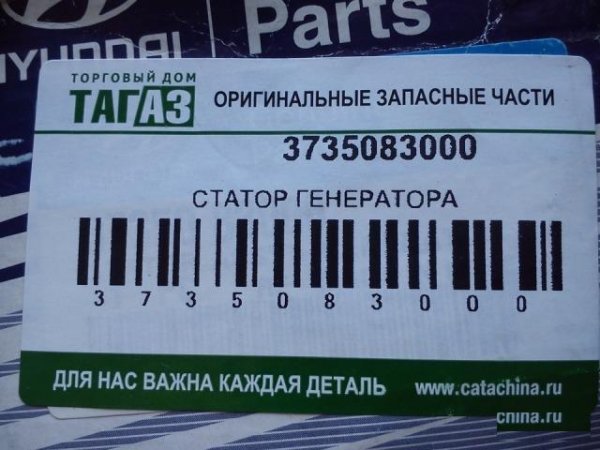 HYUNDAI
Parts
ТОРГОВЫЙ ДОМ
ТАГАЗ
ОРИГИНАЛЬНЫЕ ЗАПАСНЫЕ ЧАСТИ
3735083000
СТАТОР ГЕНЕРАТОРА
3735083000
ДЛЯ НАС ВАЖНА КАЖДАЯ ДЕТАЛЬ
www.catachina.ru
cnina.ru